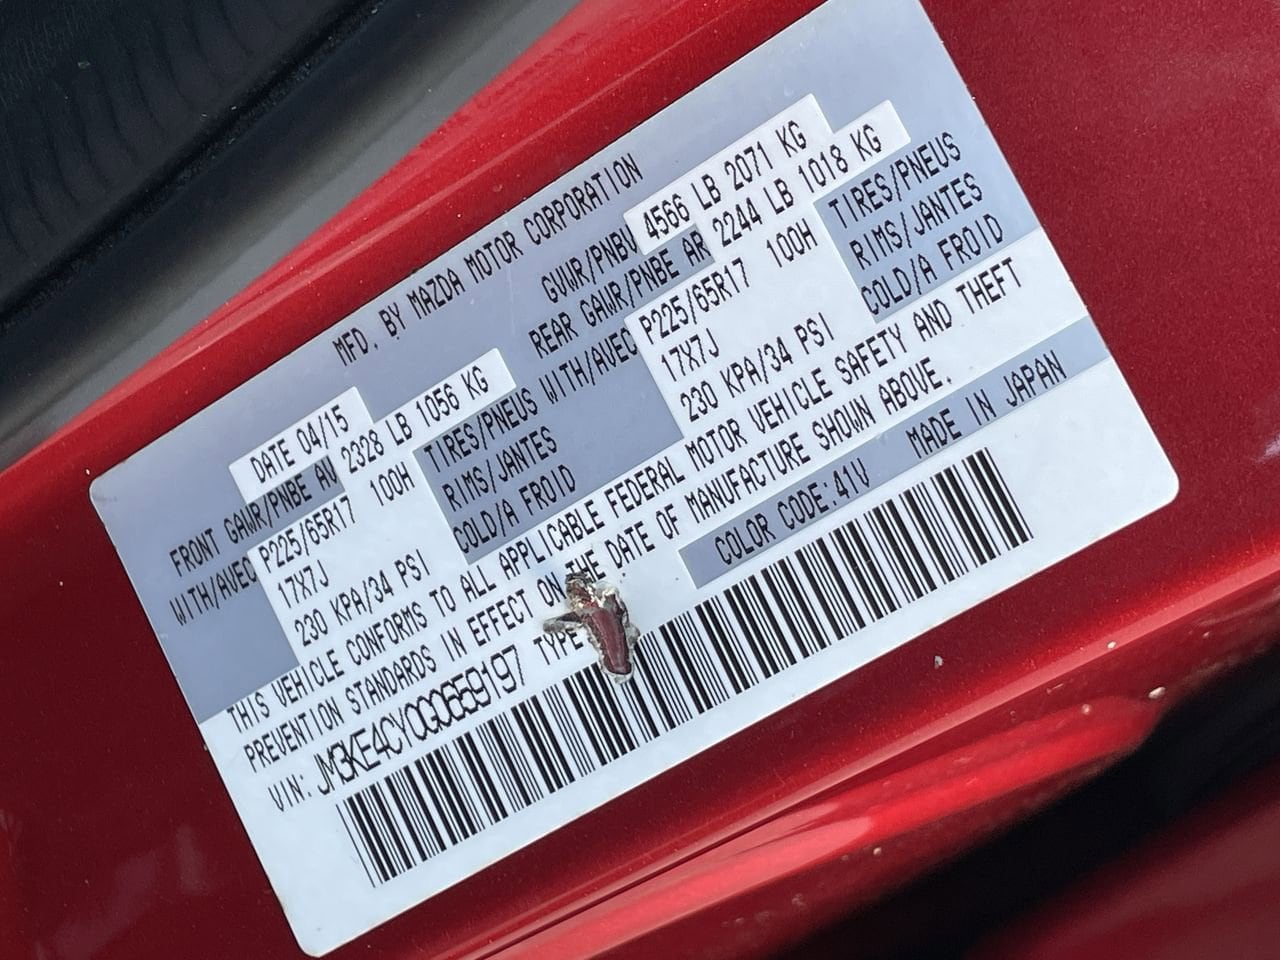 MFD. BY MAZDA MOTOR CORPORATION
DATE 04/15 GVWR/PNBV 4566 LB 2071 KG
FRONT GAWR/PNBE AV 2328 LB 1056 KG REAR GAWR/PNBE AR 2244 LB 1018 KG
WITH/AVEC P225/65R17 100H TIRES/PNEUS WITH/AVEC P225/65R17 100H TIRES/PNEUS
17X7J RIMS/JANTES 17X7J RIMS/JANTES
230 KPA/34 PSI COLD/A FROID 230 KPA/34 PSI COLD/A FROID
THIS VEHICLE CONFORMS TO ALL APPLICABLE FEDERAL MOTOR VEHICLE SAFETY AND THEFT
PREVENTION STANDARDS IN EFFECT ON THE DATE OF MANUFACTURE SHOWN ABOVE.
VIN: JM3KE4CY0G0659197 TYPE COLOR CODE:41V MADE IN JAPAN